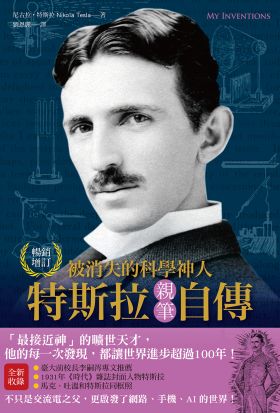 MY INVENTIONS
尼古拉・特斯拉 Nikola Tesla—著
劉恩麗—譯
暢銷
增訂
被消失的科學神人
特斯拉親筆自傳
「最接近神」的曠世天才，
他的每一次發現，都讓世界進步超過100年！
全新
收錄
臺大前校長李嗣涔專文推薦
1931年《時代》雜誌封面人物特斯拉
馬克・吐溫和特斯拉同框照
不只是交流電之父，更啟發了網路、手機、AI的世界！